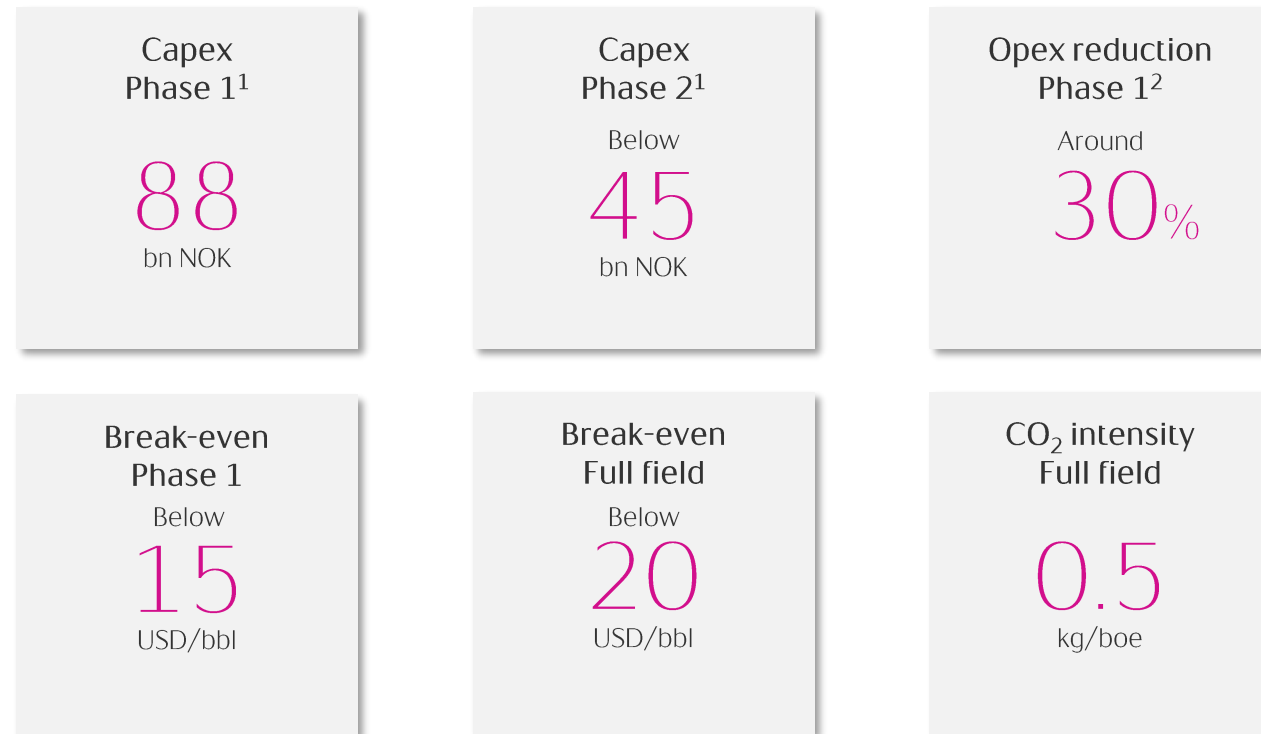 Capex
Phase 1¹
88
bn NOK
Capex
Phase 2¹
Below
45
bn NOK
Opex reduction
Phase 1²
Around
30%
Break-even
Phase 1
Below
15
USD/bbl
Break-even
Full field
Below
20
USD/bbl
CO₂ intensity
Full field
0.5
kg/boe